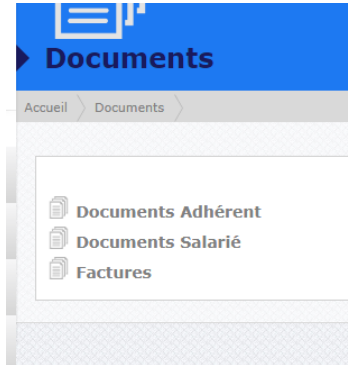 Documents
Accueil Documents
Documents Adhérent
Documents Salarié
Factures